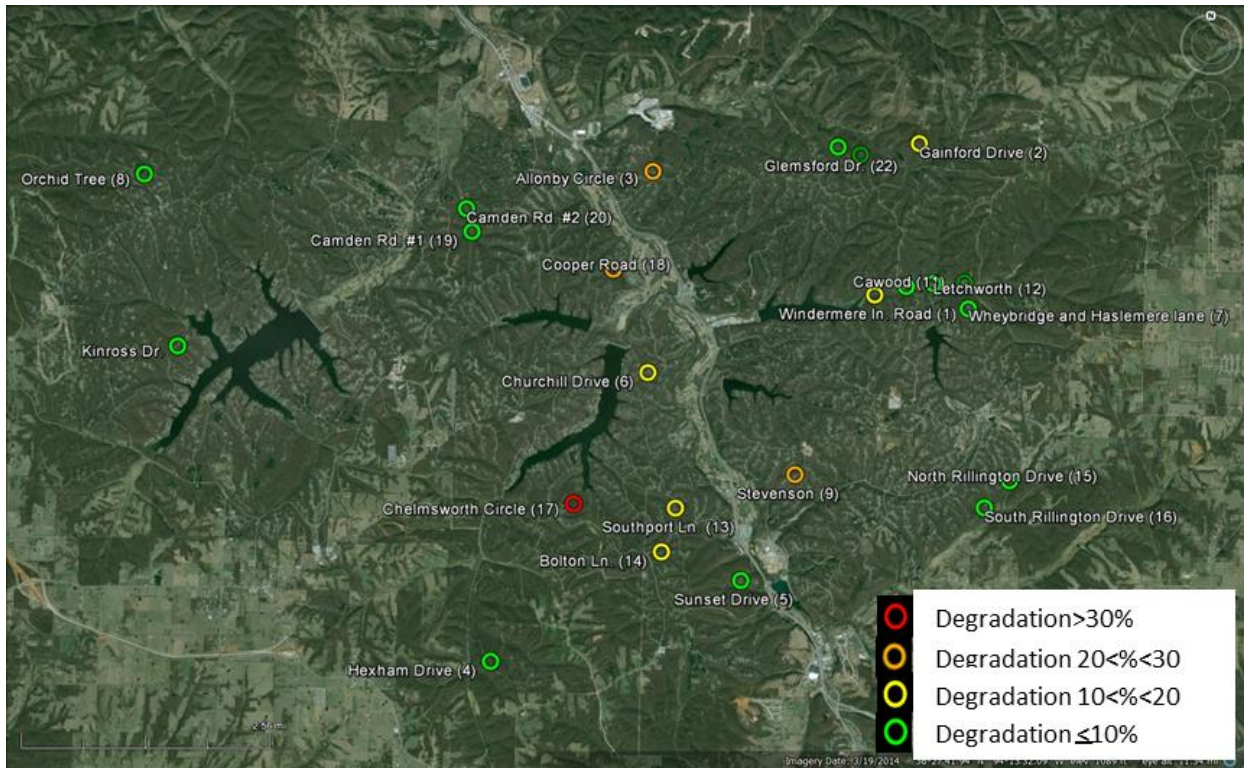 N
Glemsford Dr. (22)
Gainford Drive (2)
Orchid Tree (8)
Allonby Circle (3)
Camden Rd. #2 (20)
Camden Rd. #1 (19)
Cooper Road (18)
Cawood (11)
Letchworth (12)
Windermere ln. Road (1)
Wheybridge and Haslemere lane (7)
Kinross Dr.
Churchill Drive (6)
North Rillington Drive (15)
Stevenson (9)
Chelmsworth Circle (17)
Southport Ln. (13)
South Rillington Drive (16)
Bolton Ln. (14)
Sunset Drive (5)
Hexham Drive (4)
Degradation>30%
Degradation 20<%<30
Degradation 10<%<20
Degradation ≤10%
Imagery Date: 3/19/2014